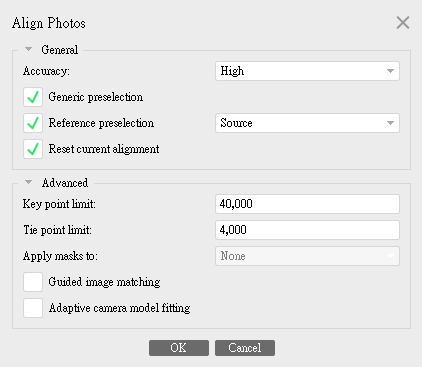 Align Photos
General
Accuracy: High
Generic preselection
Reference preselection Source
Reset current alignment
Advanced
Key point limit: 40,000
Tie point limit: 4,000
Apply masks to: None
Guided image matching
Adaptive camera model fitting
OK Cancel